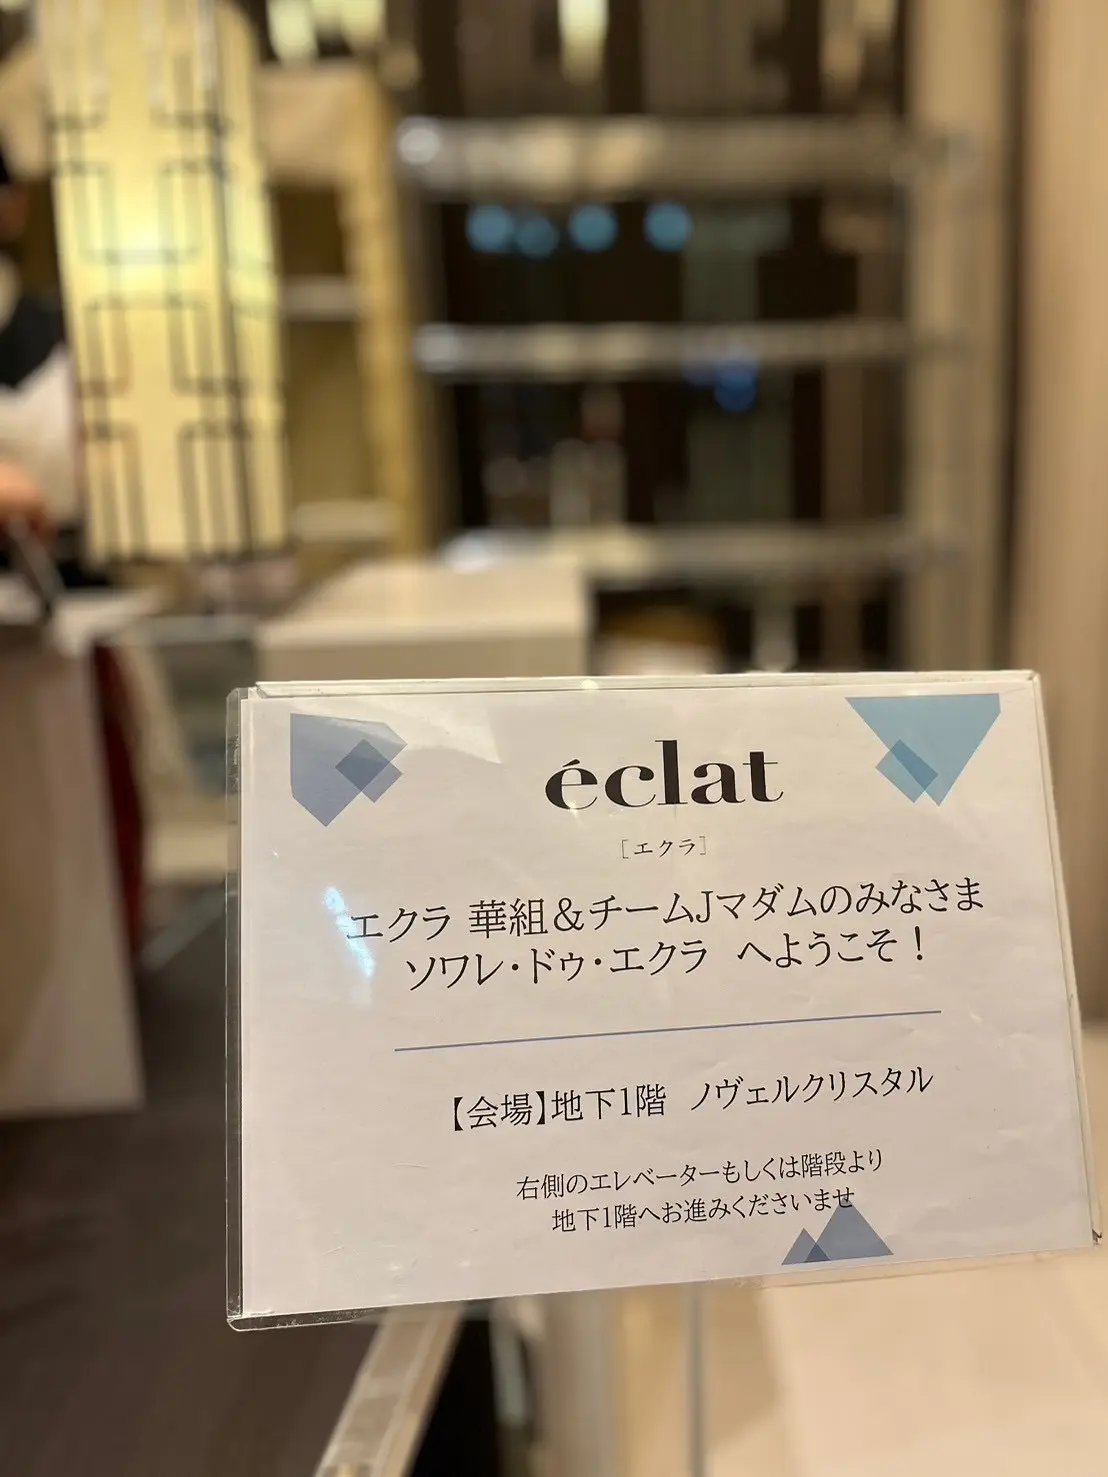 éclat
[エクラ]
エクラ 華組&チームJマダムのみなさま
ソワレ・ドゥ・エクラ へようこそ!
【会場】地下1階 ノヴェルクリスタル
右側のエレベーターもしくは階段より
地下1階へお進みくださいませ